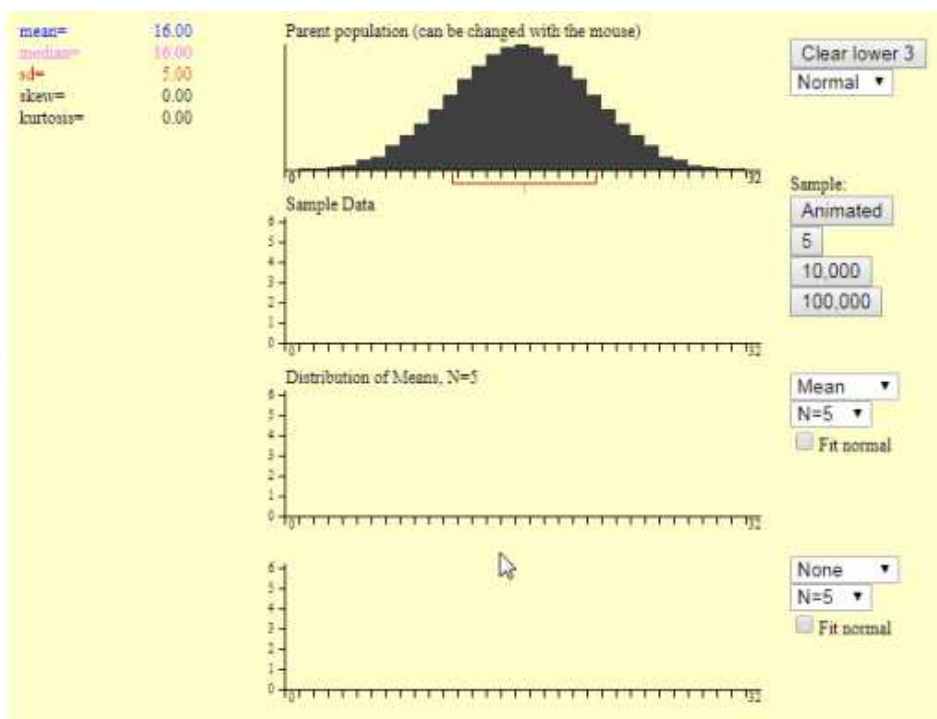 mean= 16.00
median= 16.00
sd= 5.00
skew= 0.00
kurtosis= 0.00
Parent population (can be changed with the mouse)
0 32
Clear lower 3
Normal ▼
Sample:
Animated
5
10,000
100,000
Sample Data
6
5
4
3
2
1
0
0 32
Distribution of Means, N=5
6
5
4
3
2
1
0
0 32
Mean ▼
N=5 ▼
Fit normal
6
5
4
3
2
1
0
0 32
None ▼
N=5 ▼
Fit normal